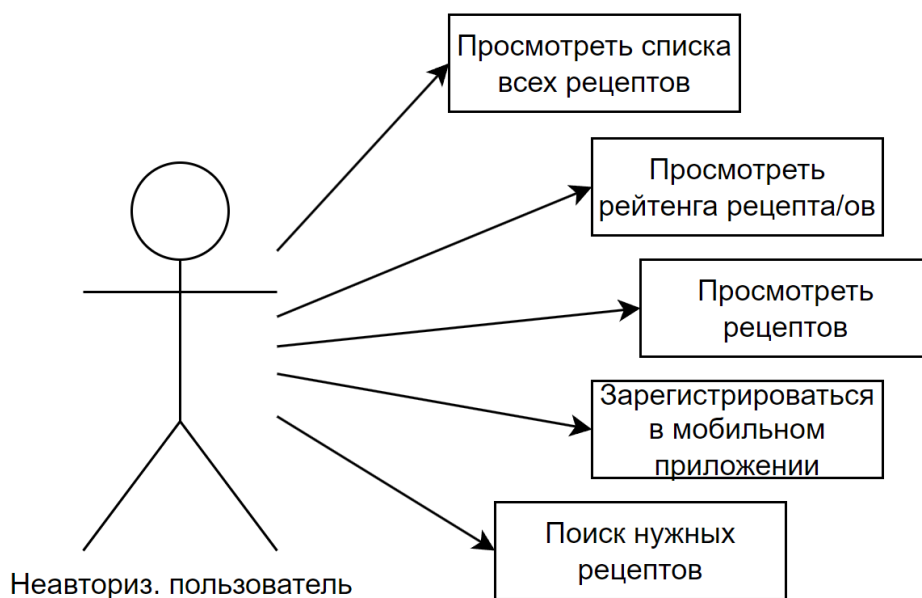 Просмотреть списка
всех рецептов
Просмотреть
рейтенга рецепта/ов
Просмотреть
рецептов
Зарегистрироваться
в мобильном
приложении
Поиск нужных
рецептов
Неавториз. пользователь